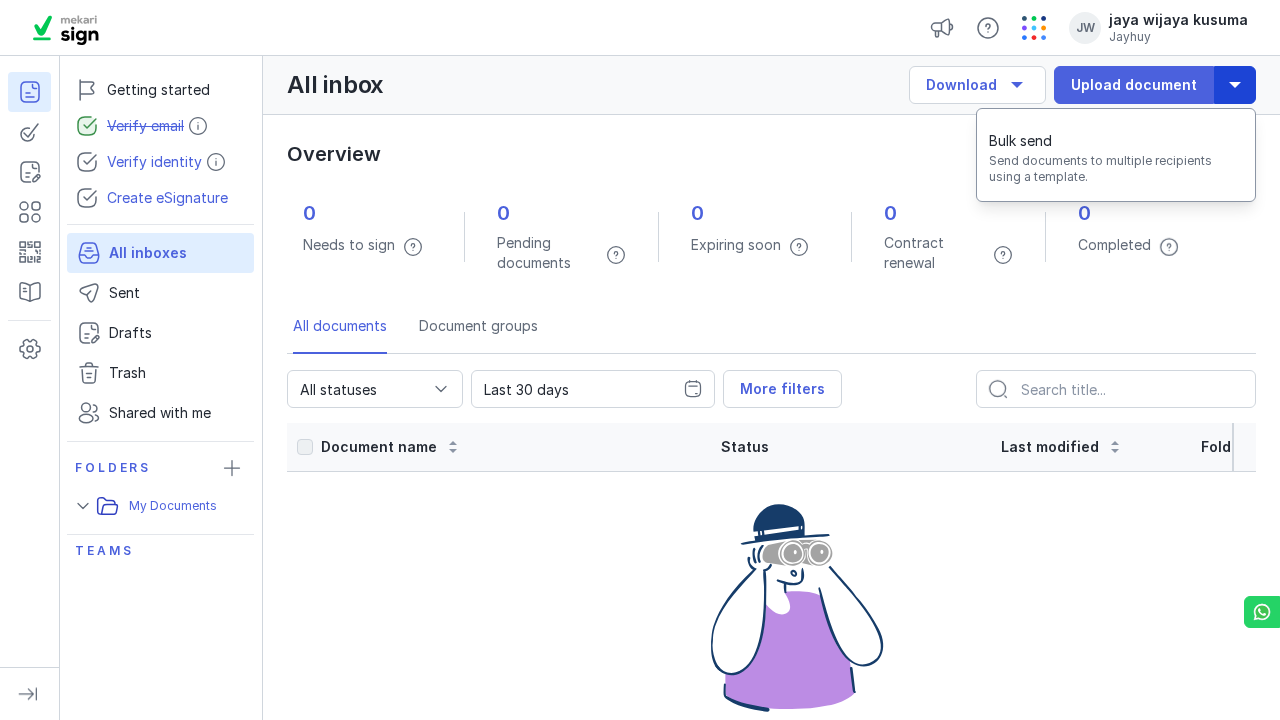 mekari
sign
JW
jaya wijaya kusuma
Jayhuy
Getting started
Verify email
Verify identity
Create eSignature
All inboxes
Sent
Drafts
Trash
Shared with me
FOLDERS
My Documents
TEAMS
All inbox
Download
Upload document
Bulk send
Send documents to multiple recipients
using a template.
Overview
0
Needs to sign
0
Pending
documents
0
Expiring soon
0
Contract
renewal
0
Completed
All documents
Document groups
All statuses
Last 30 days
More filters
Search title...
Document name
Status
Last modified
Fold